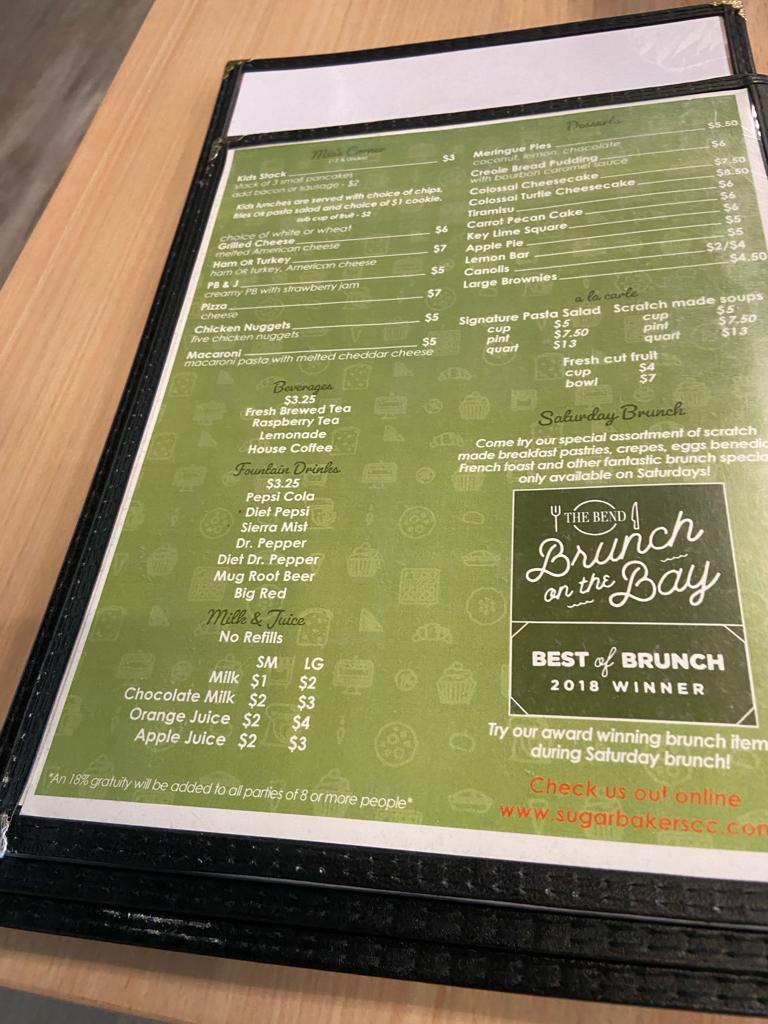 Corner
(12 & Under)
Kids Stack $3
stack of 3 small pancakes
add bacon or sausage - $2
Kids lunches are served with choice of chips,
fries OR pasta salad and choice of $1 cookie.
sub cup of fruit - $2
choice of white or wheat
Grilled Cheese $6
melted American cheese
Ham OR Turkey $7
ham OR turkey, American cheese
PB & J $5
creamy PB with strawberry jam
Pizza $7
cheese
Chicken Nuggets $5
five chicken nuggets
Macaroni $5
macaroni pasta with melted cheddar cheese
Beverages
$3.25
Fresh Brewed Tea
Raspberry Tea
Lemonade
House Coffee
Fountain Drinks
$3.25
Pepsi Cola
Diet Pepsi
Sierra Mist
Dr. Pepper
Diet Dr. Pepper
Mug Root Beer
Big Red
Milk & Juice
No Refills
SM LG
Milk $1 $2
Chocolate Milk $2 $3
Orange Juice $2 $4
Apple Juice $2 $3
*An 18% gratuity will be added to all parties of 8 or more people*
Desserts
Meringue Pies $5.50
coconut, lemon, chocolate
Creole Bread Pudding $6
with bourbon caramel sauce
Colossal Cheesecake $7.50
Colossal Turtle Cheesecake $8.50
Tiramisu $6
Carrot Pecan Cake $6
Key Lime Square $6
Apple Pie $5
Lemon Bar $5
Canolis $2/$4
Large Brownies $4.50
a la carte
Signature Pasta Salad
cup $5
pint $7.50
quart $13
Scratch made soups
cup $5
pint $7.50
quart $13
Fresh cut fruit
cup $4
bowl $7
Saturday Brunch
Come try our special assortment of scratch
made breakfast pastries, crepes, eggs benedic
French toast and other fantastic brunch specia
only available on Saturdays!
THE BEND
Brunch
on the Bay
BEST of BRUNCH
2018 WINNER
Try our award winning brunch item
during Saturday brunch!
Check us out online
www.sugarbakerscc.com